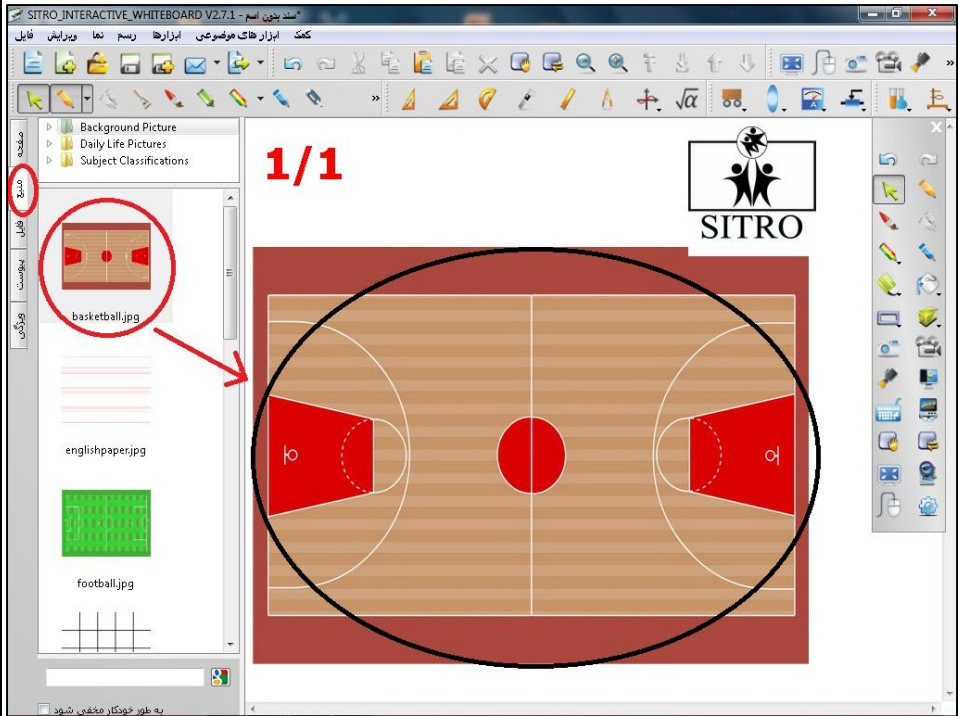 SITRO_INTERACTIVE_WHITEBOARD V2.7.1 - سند بدون اسم*
فایل ویرایش نما رسم ابزارها ابزار های موضوعی کمک
√α
صفحه
منبع
فایل
پیوست
ویژگی
Background Picture
Daily Life Pictures
Subject Classifications
basketball.jpg
englishpaper.jpg
football.jpg
به طور خودکار مخفی شود
1/1
SITRO